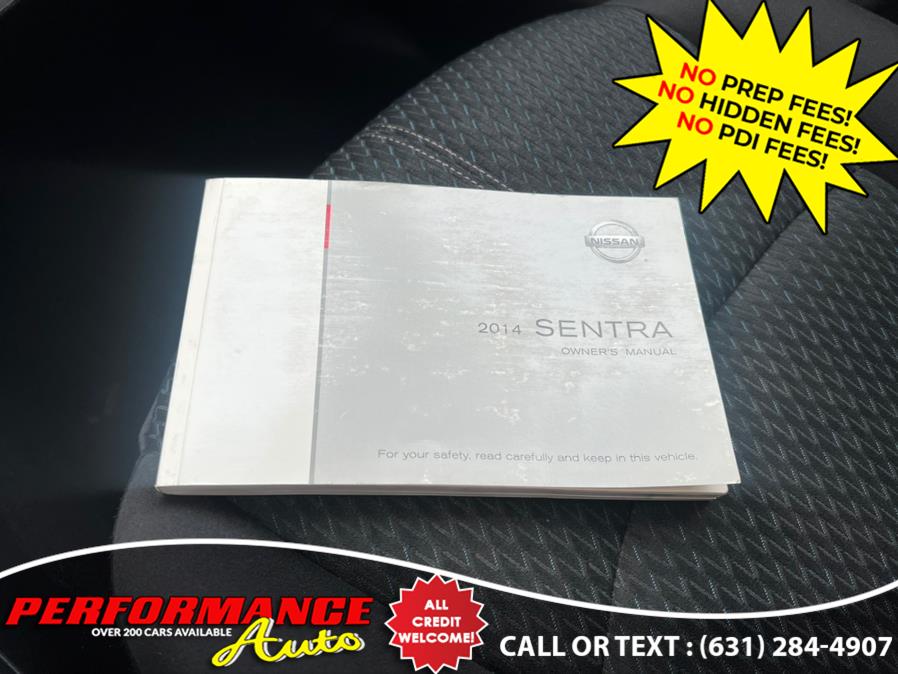 NO PREP FEES!
NO HIDDEN FEES!
NO PDI FEES!
NISSAN
2014 SENTRA
OWNER'S MANUAL
For your safety, read carefully and keep in this vehicle.
PERFORMANCE
OVER 200 CARS AVAILABLE
Auto
ALL
CREDIT
WELCOME!
CALL OR TEXT : (631) 284-4907